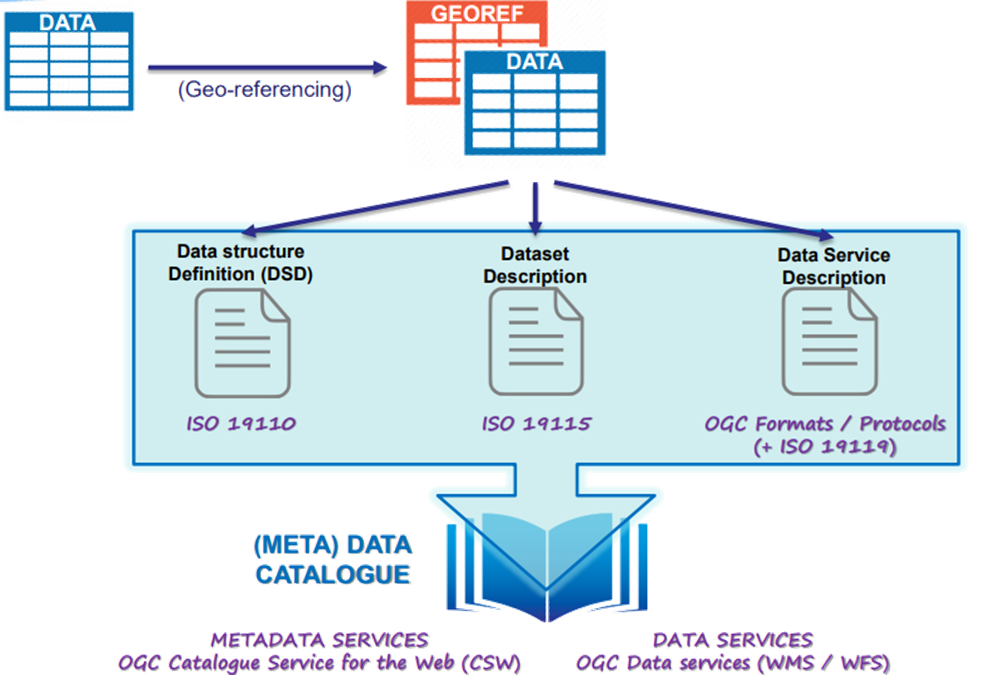 DATA
GEOREF
DATA
(Geo-referencing)
Data structure
Definition (DSD)
Dataset
Description
Data Service
Description
ISO 19110
ISO 19115
OGC Formats / Protocols
(+ ISO 19119)
(META) DATA
CATALOGUE
METADATA SERVICES
OGC Catalogue Service for the Web (CSW)
DATA SERVICES
OGC Data services (WMS / WFS)